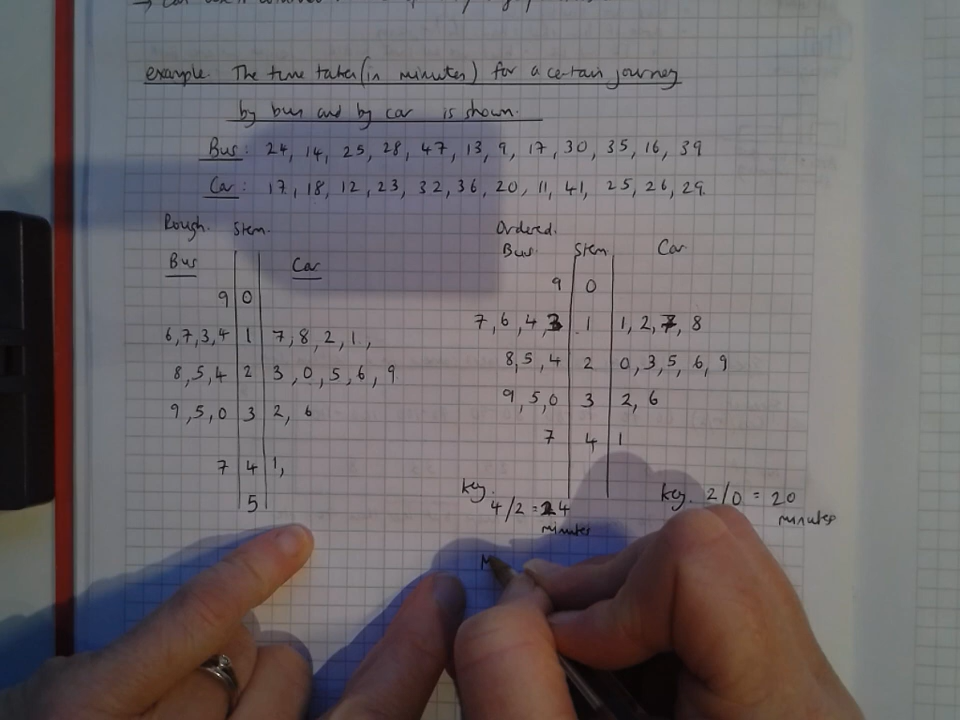 example. The time taken (in minutes) for a certain journey
by bus and by car is shown.
Bus: 24, 14, 25, 28, 47, 13, 9, 17, 30, 35, 16, 39
Car: 17, 18, 12, 23, 32, 36, 20, 11, 41, 25, 26, 29.
Rough. Stem.
Bus Car
9 | 0 |
6, 7, 3, 4 | 1 | 7, 8, 2, 1,
8, 5, 4 | 2 | 3, 0, 5, 6, 9
9, 5, 0 | 3 | 2, 6
7 | 4 | 1,
5
Ordered.
Bus Stem Car
9 | 0 |
7, 6, 4, 3 | 1 | 1, 2, 7, 8
8, 5, 4 | 2 | 0, 3, 5, 6, 9
9, 5, 0 | 3 | 2, 6
7 | 4 | 1
key.
4/2 = 24
minutes
key. 2/0 = 20
minutes